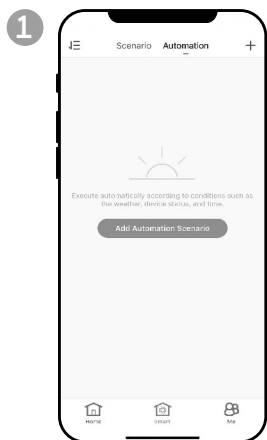 1
Scenario Automation
Execute automatically according to conditions such as
the weather, device status, and time.
Add Automation Scenario
Home Smart Me